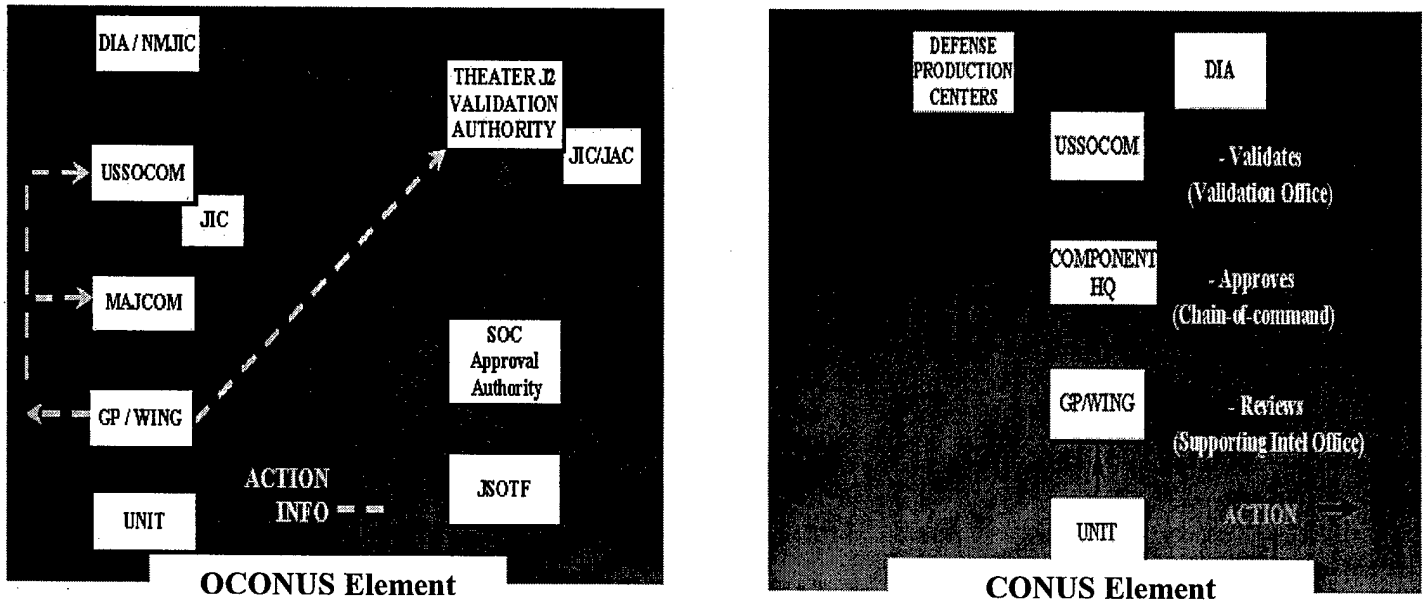 DIA / NMJIC
THEATER J2
VALIDATION
AUTHORITY
JIC/JAC
USSOCOM
JIC
MAJCOM
SOC
Approval
Authority
GP / WING
ACTION
INFO
JSOTF
UNIT
OCONUS Element
DEFENSE
PRODUCTION
CENTERS
DIA
USSOCOM
- Validates
(Validation Office)
COMPONENT
HQ
- Approves
(Chain-of-command)
GP/WING
- Reviews
(Supporting Intel Office)
ACTION
UNIT
CONUS Element